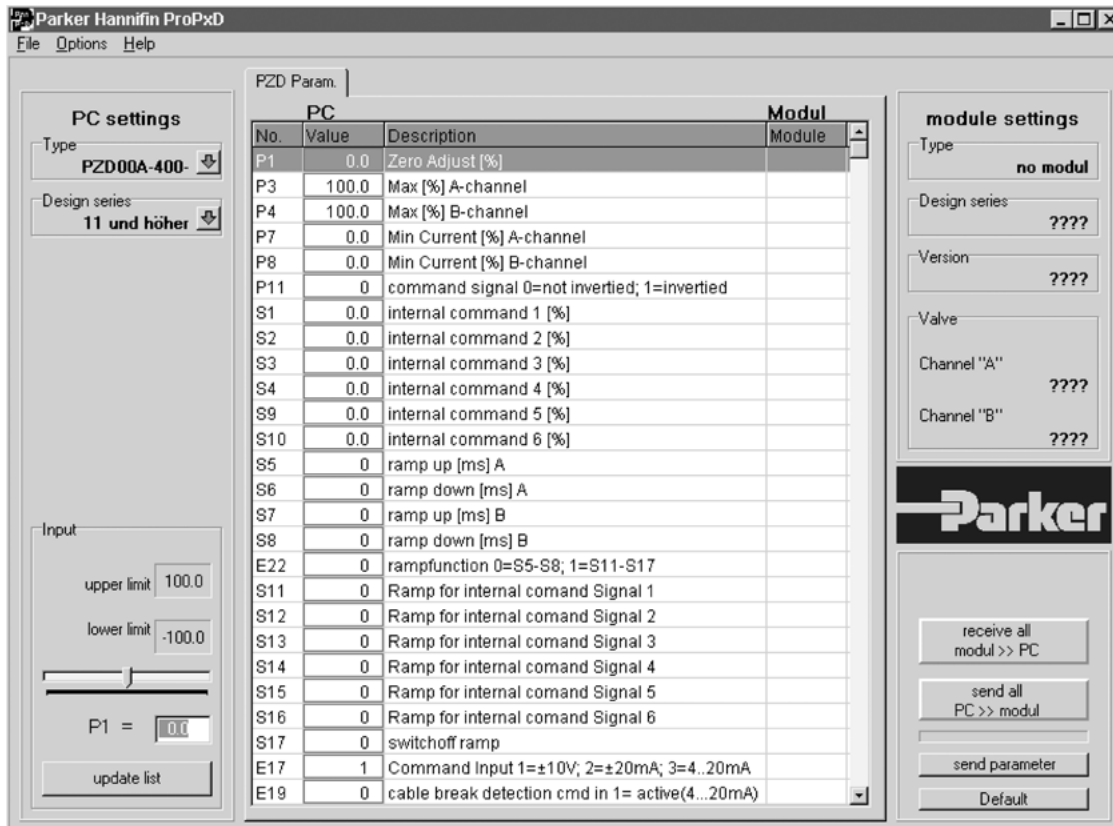 Parker Hannifin ProPxD
File Options Help
PZD Param.
PC settings
Type
PZD00A-400-
Design series
11 und höher
Input
upper limit 100.0
lower limit -100.0
P1 = 0.0
update list
PC Modul
No. Value Description Module
P1 0.0 Zero Adjust [%]
P3 100.0 Max [%] A-channel
P4 100.0 Max [%] B-channel
P7 0.0 Min Current [%] A-channel
P8 0.0 Min Current [%] B-channel
P11 0 command signal 0=not invertied; 1=invertied
S1 0.0 internal command 1 [%]
S2 0.0 internal command 2 [%]
S3 0.0 internal command 3 [%]
S4 0.0 internal command 4 [%]
S9 0.0 internal command 5 [%]
S10 0.0 internal command 6 [%]
S5 0 ramp up [ms] A
S6 0 ramp down [ms] A
S7 0 ramp up [ms] B
S8 0 ramp down [ms] B
E22 0 rampfunction 0=S5-S8; 1=S11-S17
S11 0 Ramp for internal comand Signal 1
S12 0 Ramp for internal comand Signal 2
S13 0 Ramp for internal comand Signal 3
S14 0 Ramp for internal comand Signal 4
S15 0 Ramp for internal comand Signal 5
S16 0 Ramp for internal comand Signal 6
S17 0 switchoff ramp
E17 1 Command Input 1=±10V; 2=±20mA; 3=4..20mA
E19 0 cable break detection cmd in 1= active(4...20mA)
module settings
Type
no modul
Design series
????
Version
????
Valve
Channel "A"
????
Channel "B"
????
Parker
receive all
modul >> PC
send all
PC >> modul
send parameter
Default